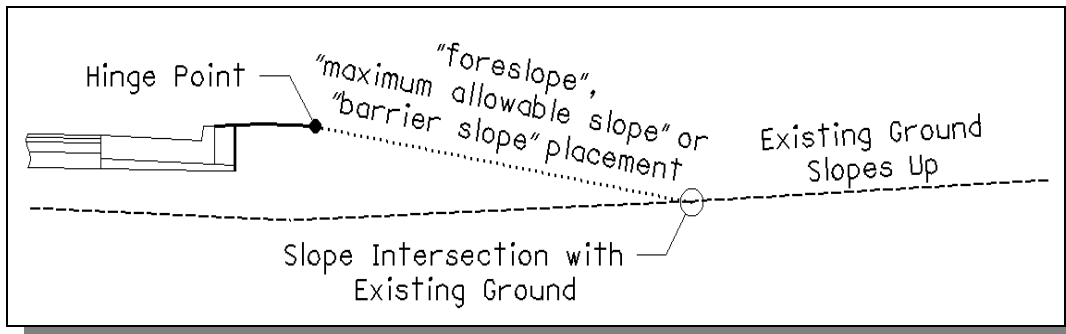 Hinge Point
"foreslope",
"maximum allowable slope" or
"barrier slope" placement
Existing Ground
Slopes Up
Slope Intersection with
Existing Ground